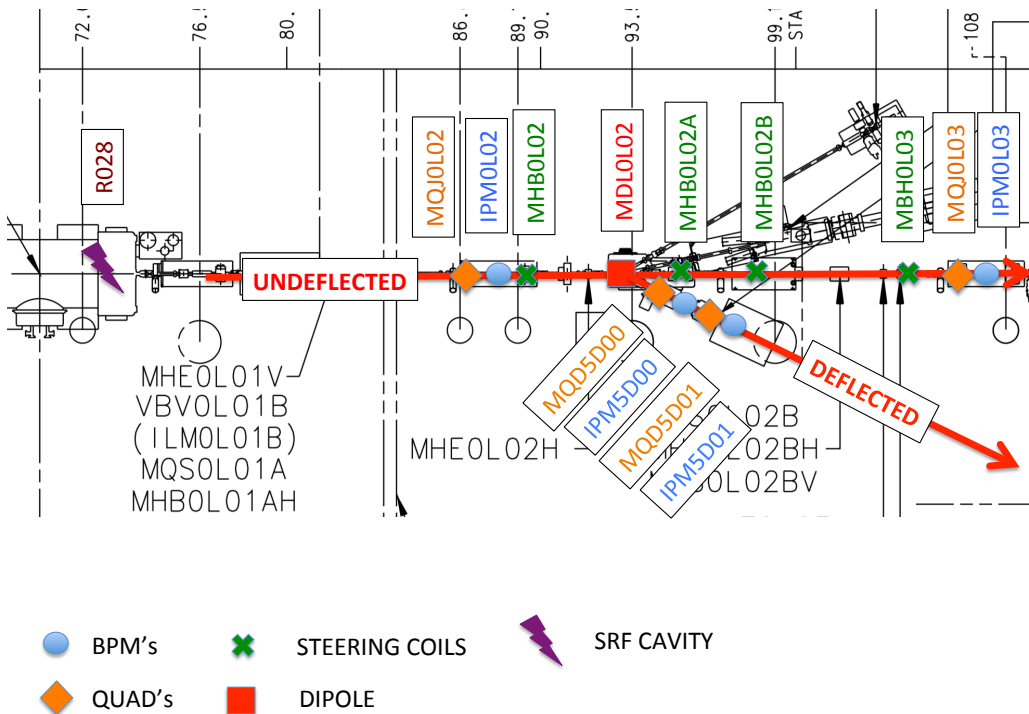 72.
76.
80.
86.
89.
90.
93.
99.
STA
108
R028
MQJ0L02
IPM0L02
MHB0L02
MDL0L02
MHB0L02A
MHB0L02B
MBH0L03
MQJ0L03
IPM0L03
UNDEFLECTED
MHE0L01V
VBV0L01B
(ILM0L01B)
MQS0L01A
MHB0L01AH
MHE0L02H
MQD5D00
IPM5D00
MQD5D01
IPM5D01
DEFLECTED
BPM's
STEERING COILS
SRF CAVITY
QUAD's
DIPOLE